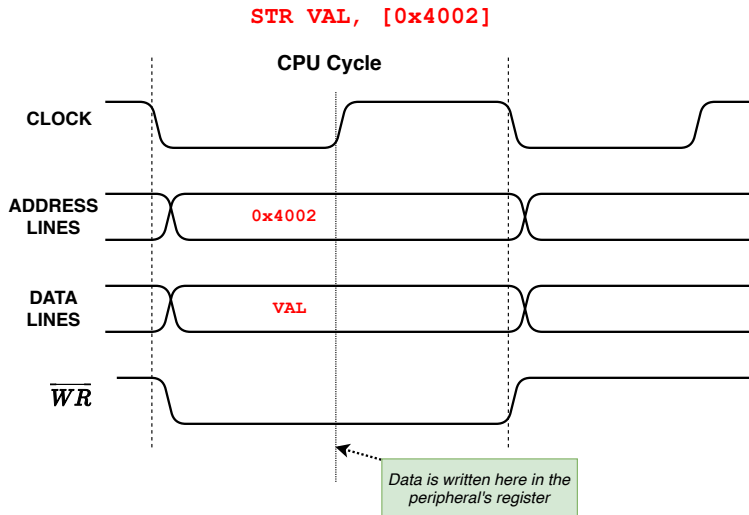 STR VAL, [0x4002]
CPU Cycle
CLOCK
ADDRESS
LINES
0x4002
DATA
LINES
VAL
WR
Data is written here in the
peripheral's register